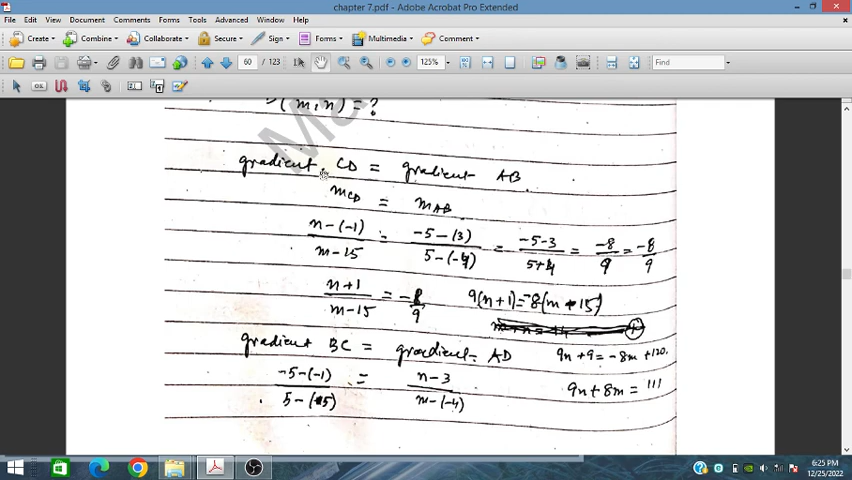 chapter 7.pdf - Adobe Acrobat Pro Extended
File Edit View Document Comments Forms Tools Advanced Window Help
Create Combine Collaborate Secure Sign Forms Multimedia Comment
60 / 123 125% Find
(m, n) = ?
gradient CD = gradient AB.
mCD = mAB
n-(-1)/m-15 = -5-(3)/5-(-4) = -5-3/5+4 = -8/9 = -8/9
n+1/m-15 = -8/9 9(n+1) = -8(m-15)
gradient BC = gradient AD 9n+9 = -8m+120.
-5-(-1)/5-(15) = n-3/m-(-4) 9n+8m = 111
6:25 PM
12/25/2022